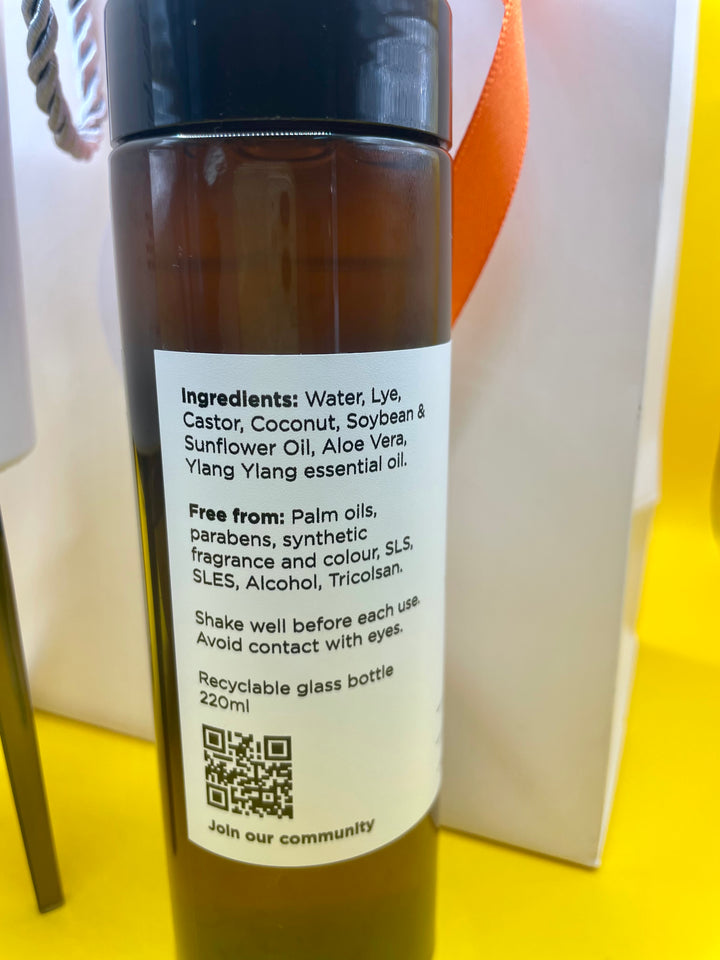 Ingredients: Water, Lye,
Castor, Coconut, Soybean &
Sunflower Oil, Aloe Vera,
Ylang Ylang essential oil.
Free from: Palm oils,
parabens, synthetic
fragrance and colour, SLS,
SLES, Alcohol, Tricolsan.
Shake well before each use.
Avoid contact with eyes.
Recyclable glass bottle
220ml
Join our community